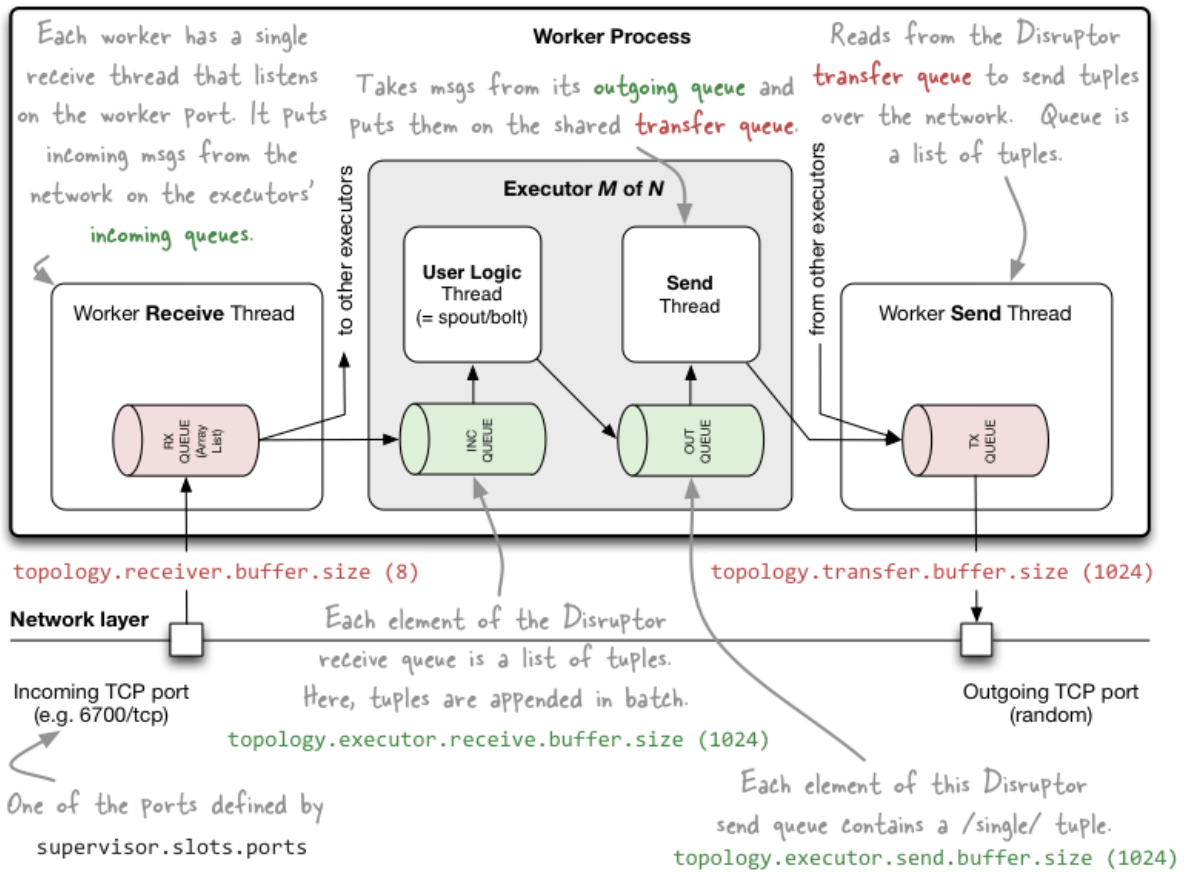 Worker Process
Each worker has a single
receive thread that listens
on the worker port. It puts
incoming msgs from the
network on the executors'
incoming queues.
Takes msgs from its outgoing queue and
puts them on the shared transfer queue.
Reads from the Disruptor
transfer queue to send tuples
over the network. Queue is
a list of tuples.
Worker Receive Thread
RX
QUEUE
(Array
List)
to other executors
Executor M of N
User Logic
Thread
(= spout/bolt)
INC
QUEUE
Send
Thread
OUT
QUEUE
from other executors
Worker Send Thread
TX
QUEUE
topology.receiver.buffer.size (8)
topology.transfer.buffer.size (1024)
Network layer
Each element of the Disruptor
receive queue is a list of tuples.
Here, tuples are appended in batch.
topology.executor.receive.buffer.size (1024)
Incoming TCP port
(e.g. 6700/tcp)
Outgoing TCP port
(random)
One of the ports defined by
supervisor.slots.ports
Each element of this Disruptor
send queue contains a /single/ tuple.
topology.executor.send.buffer.size (1024)